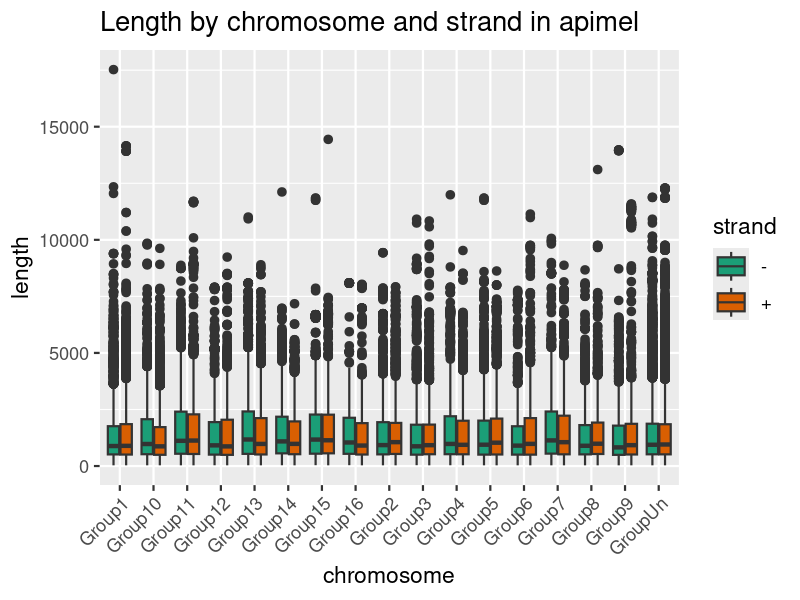 Length by chromosome and strand in apimel
15000
10000
5000
0
length
Group1
Group10
Group11
Group12
Group13
Group14
Group15
Group16
Group2
Group3
Group4
Group5
Group6
Group7
Group8
Group9
GroupUn
chromosome
strand
-
+